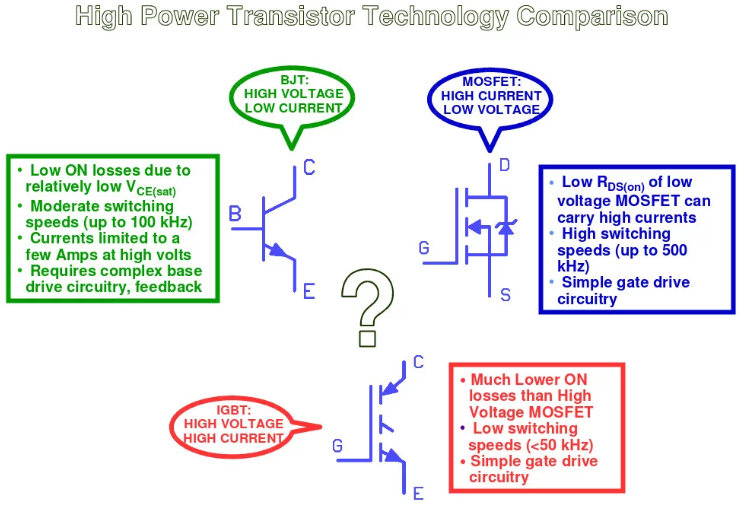 High Power Transistor Technology Comparison
BJT:
HIGH VOLTAGE
LOW CURRENT
MOSFET:
HIGH CURRENT
LOW VOLTAGE
• Low ON losses due to
relatively low VCE(sat)
• Moderate switching
speeds (up to 100 kHz)
• Currents limited to a
few Amps at high volts
• Requires complex base
drive circuitry, feedback
C
B
E
D
G
S
• Low RDS(on) of low
voltage MOSFET can
carry high currents
• High switching
speeds (up to 500
kHz)
• Simple gate drive
circuitry
?
IGBT:
HIGH VOLTAGE
HIGH CURRENT
C
G
E
• Much Lower ON
losses than High
Voltage MOSFET
• Low switching
speeds (<50 kHz)
• Simple gate drive
circuitry